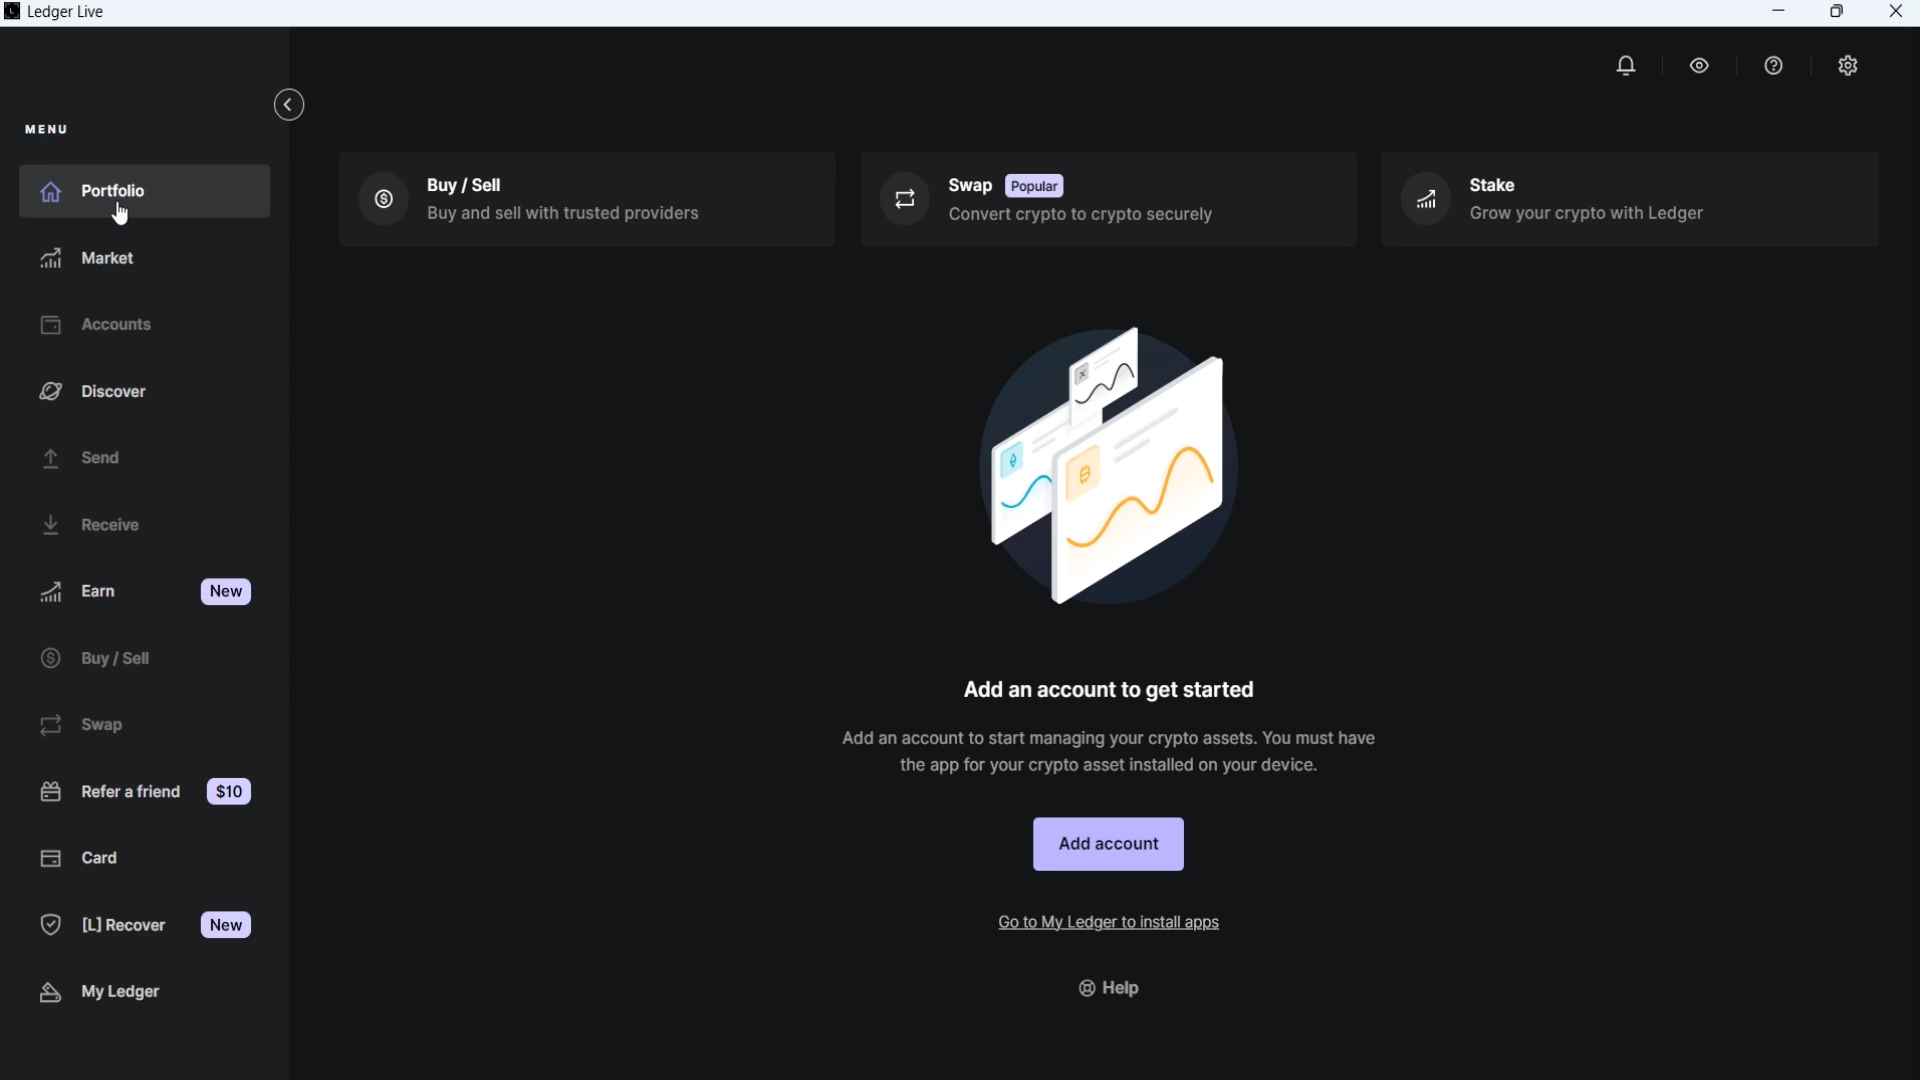 Ledger Live
MENU
Portfolio
Market
Accounts
Discover
Send
Receive
Earn New
Buy / Sell
Swap
Refer a friend $10
Card
[L] Recover New
My Ledger
Buy / Sell
Buy and sell with trusted providers
Swap Popular
Convert crypto to crypto securely
Stake
Grow your crypto with Ledger
Add an account to get started
Add an account to start managing your crypto assets. You must have
the app for your crypto asset installed on your device.
Add account
Go to My Ledger to install apps
Help